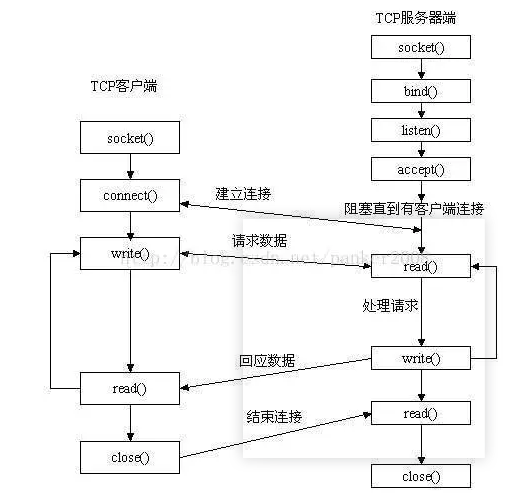 TCP服务器端
socket()
bind()
TCP客户端
listen()
socket()
accept()
connect()
建立连接
阻塞直到有客户端连接
write()
请求数据
http://blog.csdn.net/panker2008
read()
处理请求
回应数据
write()
read()
结束连接
read()
close()
close()